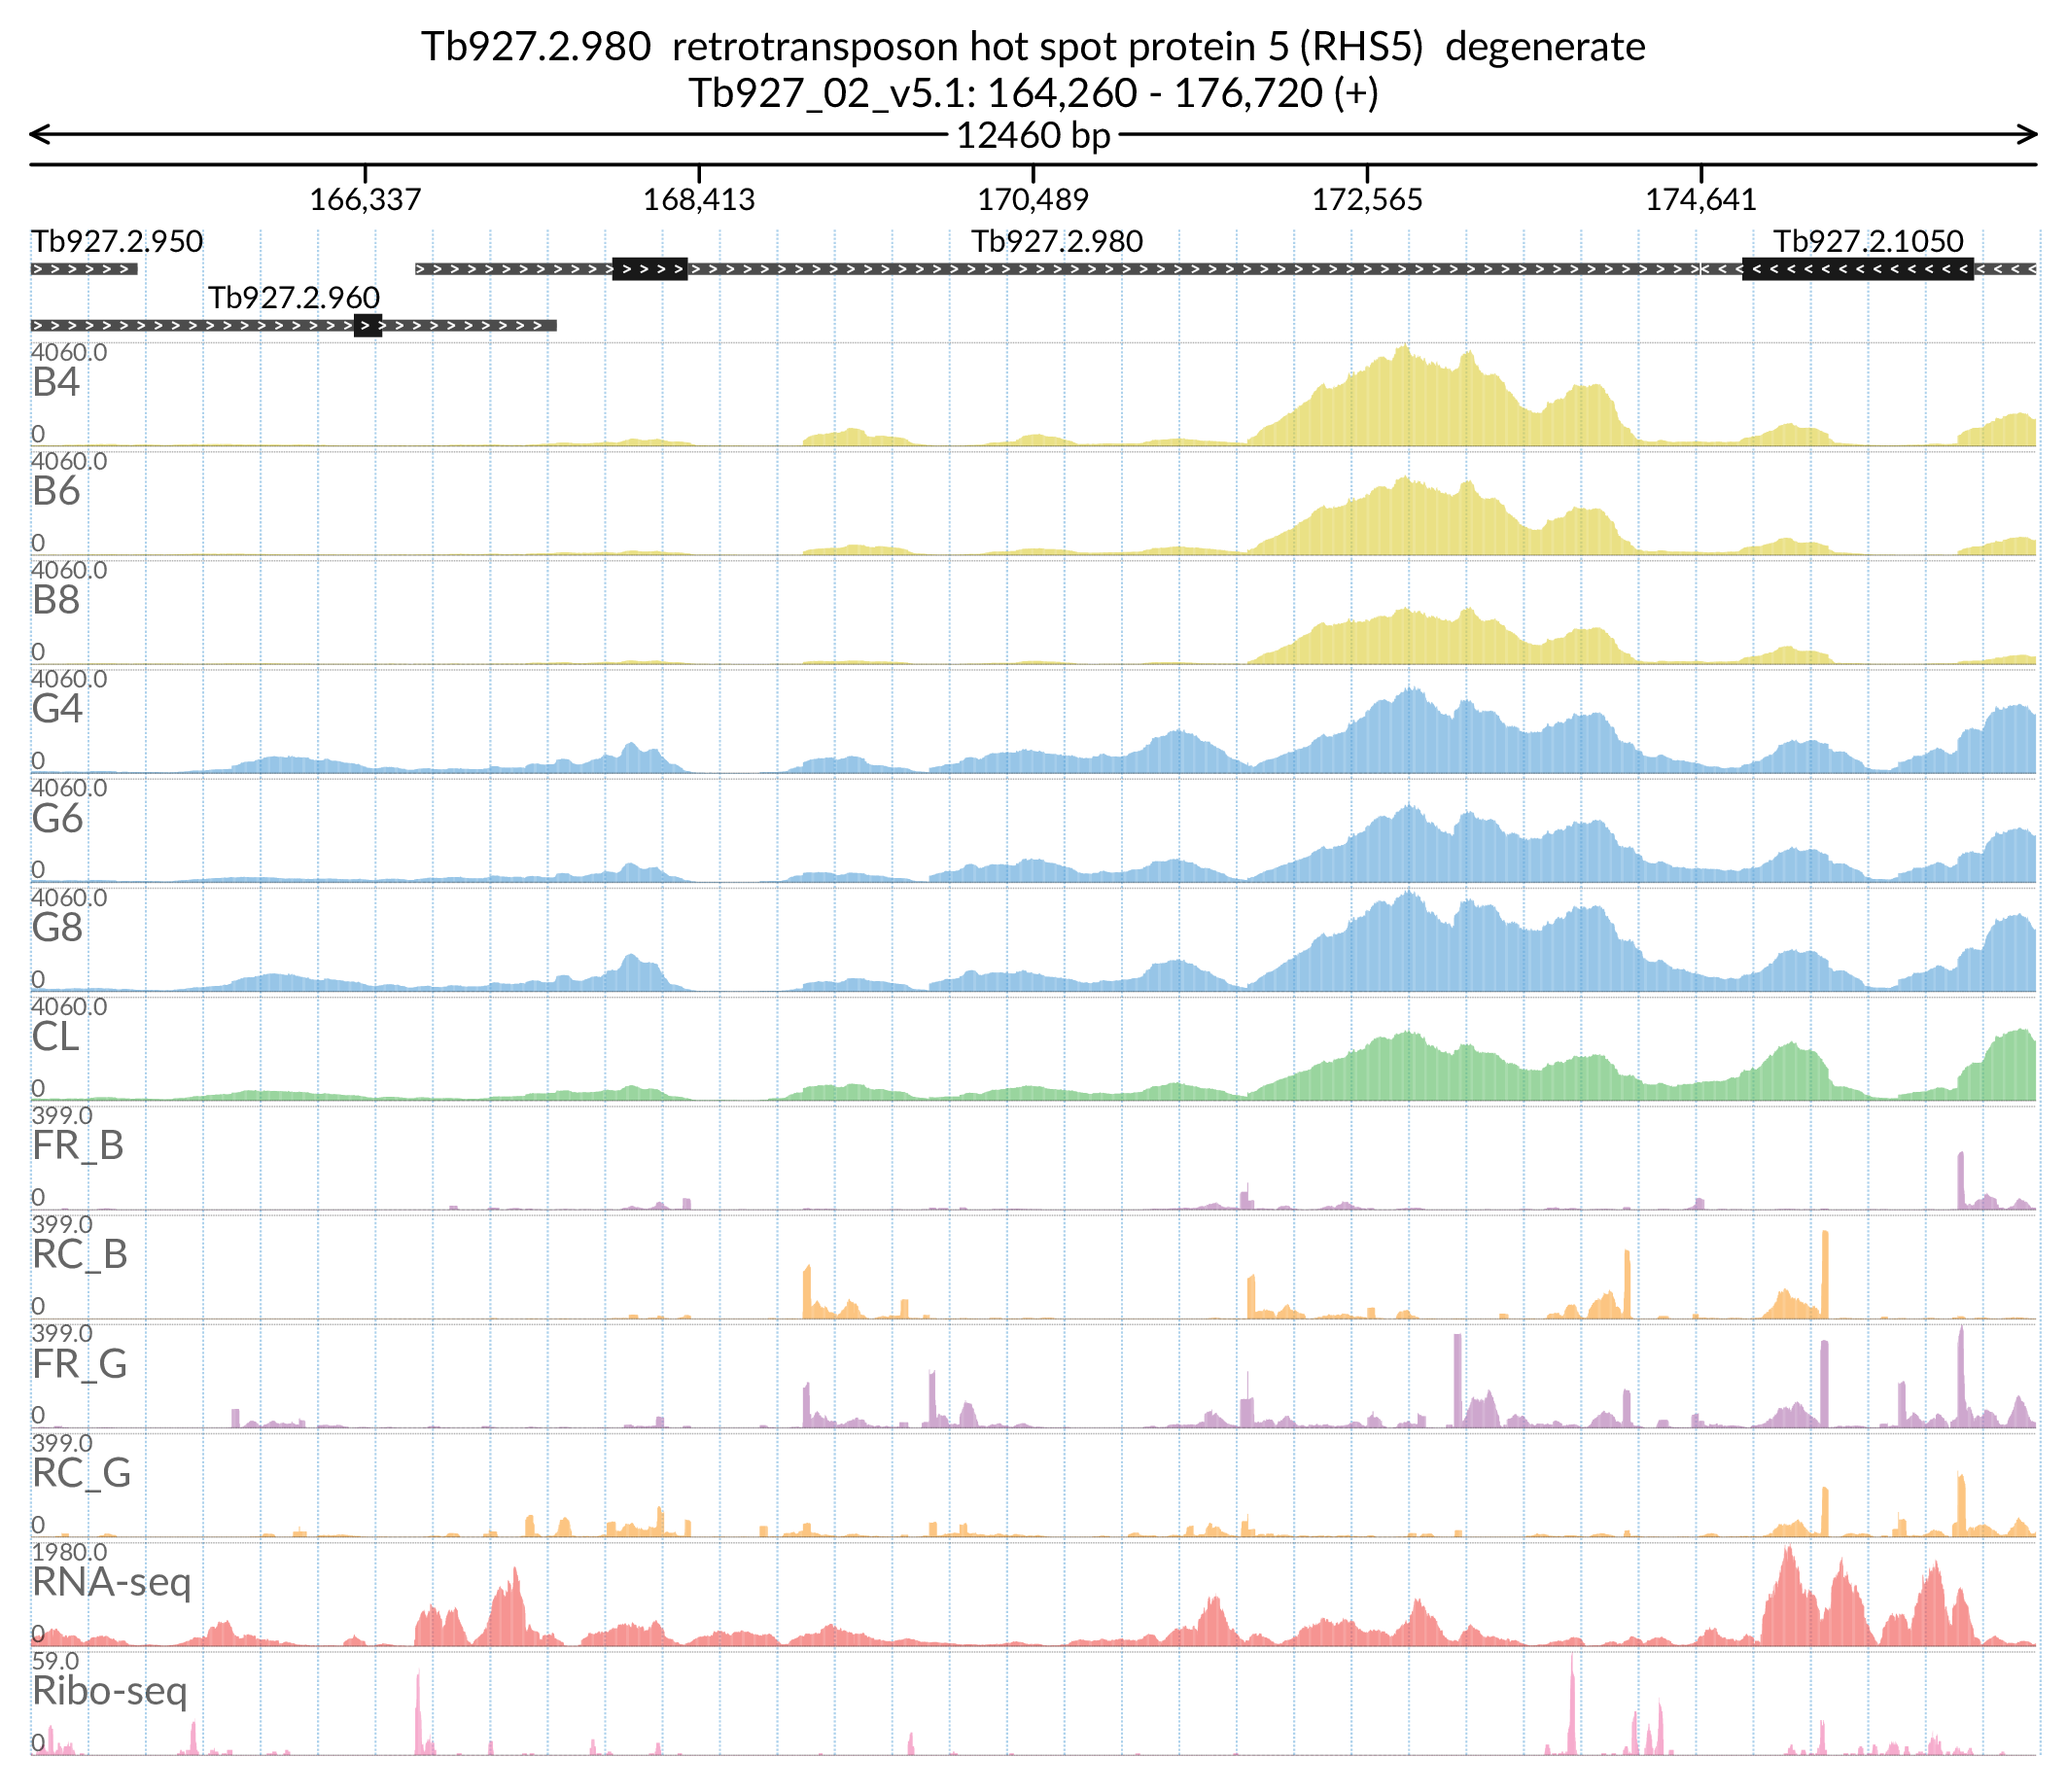 Tb927.2.980  retrotransposon hot spot protein 5 (RHS5)  degenerate
Tb927_02_v5.1: 164,260 - 176,720 (+)
12460 bp
166,337 168,413 170,489 172,565 174,641
Tb927.2.950 Tb927.2.980 Tb927.2.1050
Tb927.2.960
4060.0
B4
0
4060.0
B6
0
4060.0
B8
0
4060.0
G4
0
4060.0
G6
0
4060.0
G8
0
4060.0
CL
0
399.0
FR_B
0
399.0
RC_B
0
399.0
FR_G
0
399.0
RC_G
0
1980.0
RNA-seq
0
59.0
Ribo-seq
0